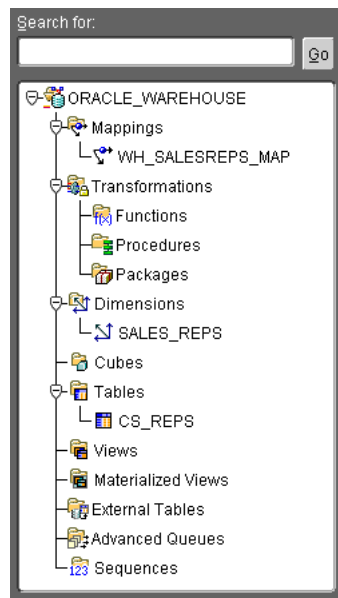 Search for:
Go
ORACLE_WAREHOUSE
Mappings
WH_SALESREPS_MAP
Transformations
f(x) Functions
Procedures
Packages
Dimensions
SALES_REPS
Cubes
Tables
CS_REPS
Views
Materialized Views
External Tables
Advanced Queues
123 Sequences